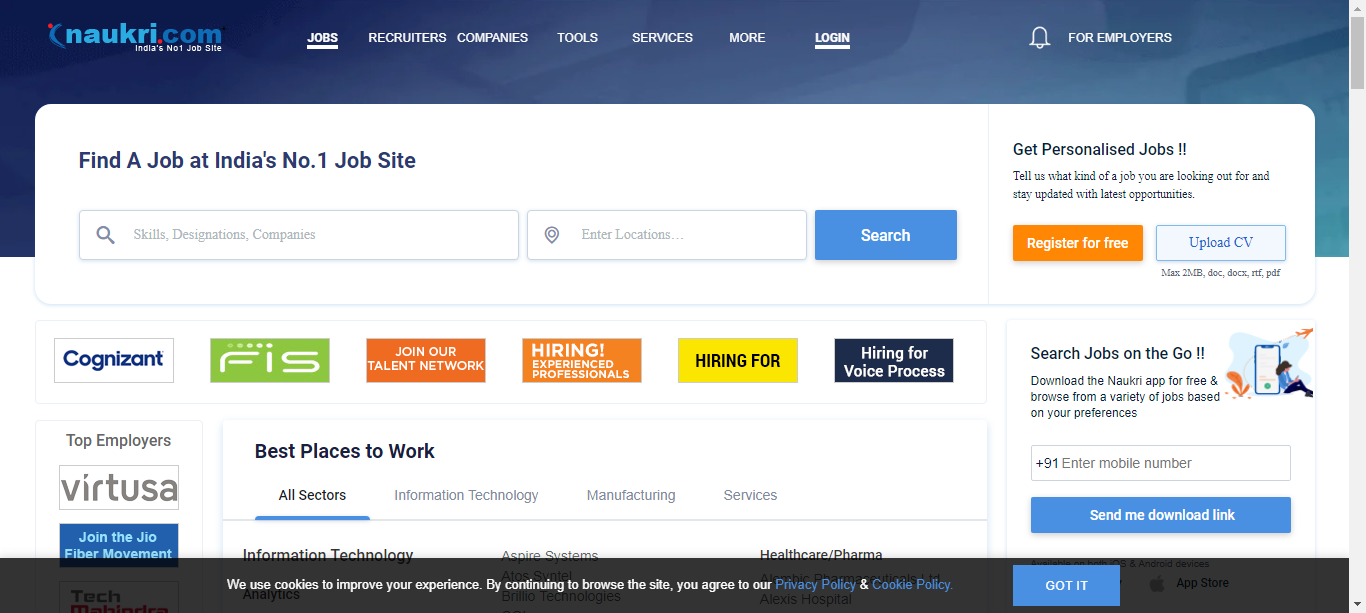 naukri.com
India's No1 Job Site
JOBS
RECRUITERS
COMPANIES
TOOLS
SERVICES
MORE
LOGIN
FOR EMPLOYERS
Find A Job at India's No.1 Job Site
Skills, Designations, Companies
Enter Locations...
Search
Get Personalised Jobs !!
Tell us what kind of a job you are looking out for and
stay updated with latest opportunities.
Register for free
Upload CV
Max 2MB, doc, docx, rtf, pdf
Cognizant
FIS
JOIN OUR
TALENT NETWORK
HIRING!
EXPERIENCED
PROFESSIONALS
HIRING FOR
Hiring for
Voice Process
Search Jobs on the Go !!
Download the Naukri app for free &
browse from a variety of jobs based
on your preferences
+91 Enter mobile number
Send me download link
Available on both iOS & Android devices
App Store
Top Employers
virtusa
Join the Jio
Fiber Movement
Tech
Mahindra
Best Places to Work
All Sectors
Information Technology
Manufacturing
Services
Information Technology
Analytics
Aspire Systems
Atos Syntel
Brillio Technologies
Healthcare/Pharma
Alembic Pharmaceuticals Ltd
Alexis Hospital
We use cookies to improve your experience. By continuing to browse the site, you agree to our Privacy Policy & Cookie Policy.
GOT IT